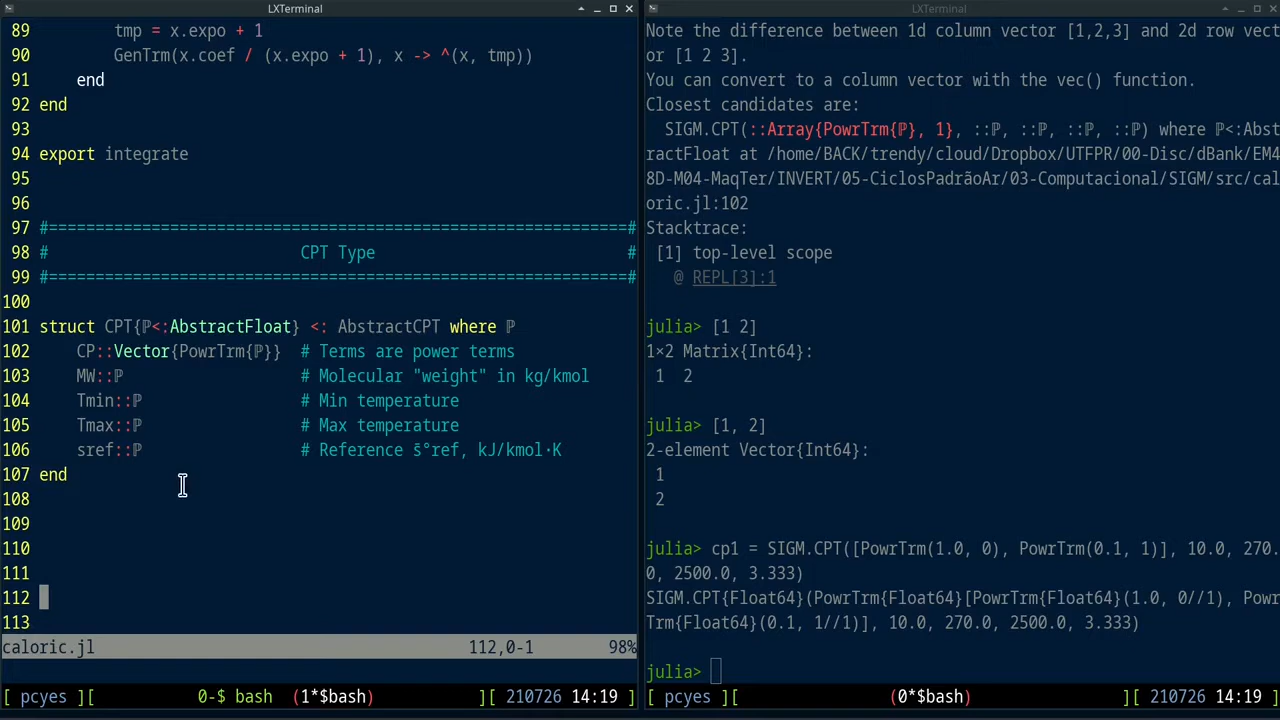 LXTerminal
89         tmp = x.expo + 1
90         GenTrm(x.coef / (x.expo + 1), x -> ^(x, tmp))
91     end
92 end
93
94 export integrate
95
96
97 #==============================================================#
98 #                           CPT Type                           #
99 #==============================================================#
100
101 struct CPT{ℙ<:AbstractFloat} <: AbstractCPT where ℙ
102     CP::Vector{PowrTrm{ℙ}}  # Terms are power terms
103     MW::ℙ                   # Molecular "weight" in kg/kmol
104     Tmin::ℙ                 # Min temperature
105     Tmax::ℙ                 # Max temperature
106     sref::ℙ                 # Reference s̄°ref, kJ/kmol·K
107 end
108
109
110
111
112
113
caloric.jl                                        112,0-1        98%
[ pcyes ][           0-$ bash  (1*$bash)           ][ 210726 14:19 ]
LXTerminal
Note the difference between 1d column vector [1,2,3] and 2d row vect
or [1 2 3].
You can convert to a column vector with the vec() function.
Closest candidates are:
  SIGM.CPT(::Array{PowrTrm{ℙ}, 1}, ::ℙ, ::ℙ, ::ℙ, ::ℙ) where ℙ<:Abst
ractFloat at /home/BACK/trendy/cloud/Dropbox/UTFPR/00-Disc/dBank/EM4
8D-M04-MaqTer/INVERT/05-CiclosPadrãoAr/03-Computacional/SIGM/src/cal
oric.jl:102
Stacktrace:
 [1] top-level scope
   @ REPL[3]:1
julia> [1 2]
1×2 Matrix{Int64}:
 1  2
julia> [1, 2]
2-element Vector{Int64}:
 1
 2
julia> cp1 = SIGM.CPT([PowrTrm(1.0, 0), PowrTrm(0.1, 1)], 10.0, 270.
0, 2500.0, 3.333)
SIGM.CPT{Float64}(PowrTrm{Float64}[PowrTrm{Float64}(1.0, 0//1), Powr
Trm{Float64}(0.1, 1//1)], 10.0, 270.0, 2500.0, 3.333)
julia>
[ pcyes ][                (0*$bash)                ][ 210726 14:19 ]